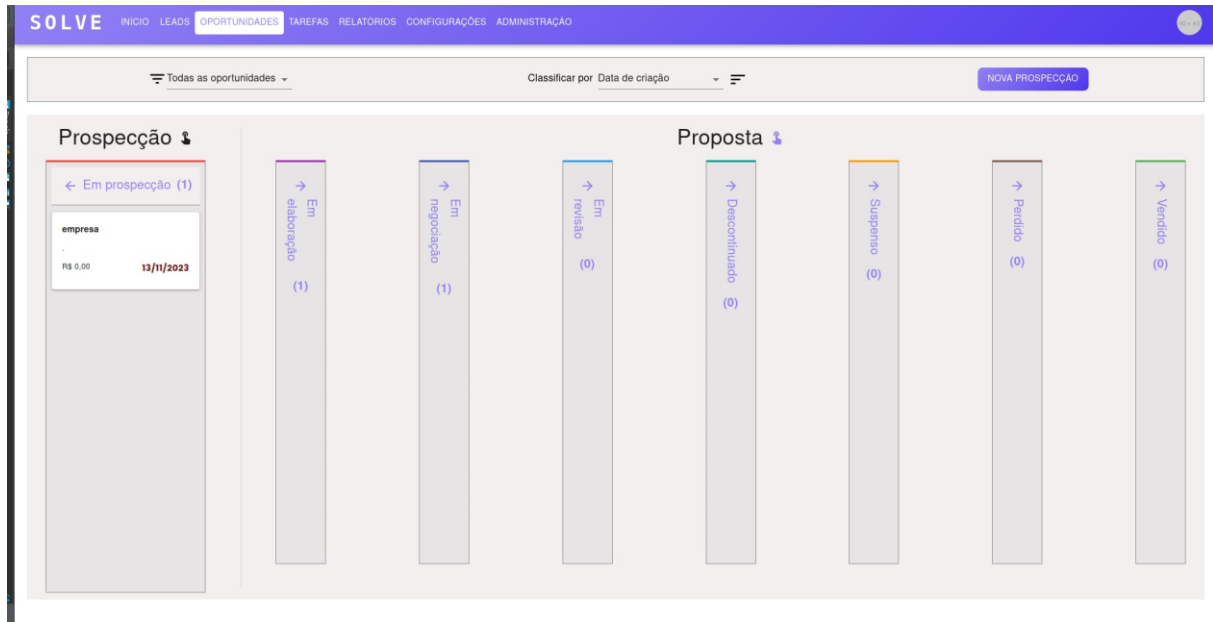 SOLVE INÍCIO LEADS OPORTUNIDADES TAREFAS RELATÓRIOS CONFIGURAÇÕES ADMINISTRAÇÃO
Todas as oportunidades
Classificar por Data de criação
NOVA PROSPECÇÃO
Prospecção
Proposta
Em prospecção (1)
empresa
.
R$ 0,00 13/11/2023
Em
elaboração
(1)
Em
negociação
(1)
Em
revisão
(0)
Descontinuado
(0)
Suspenso
(0)
Perdido
(0)
Vendido
(0)